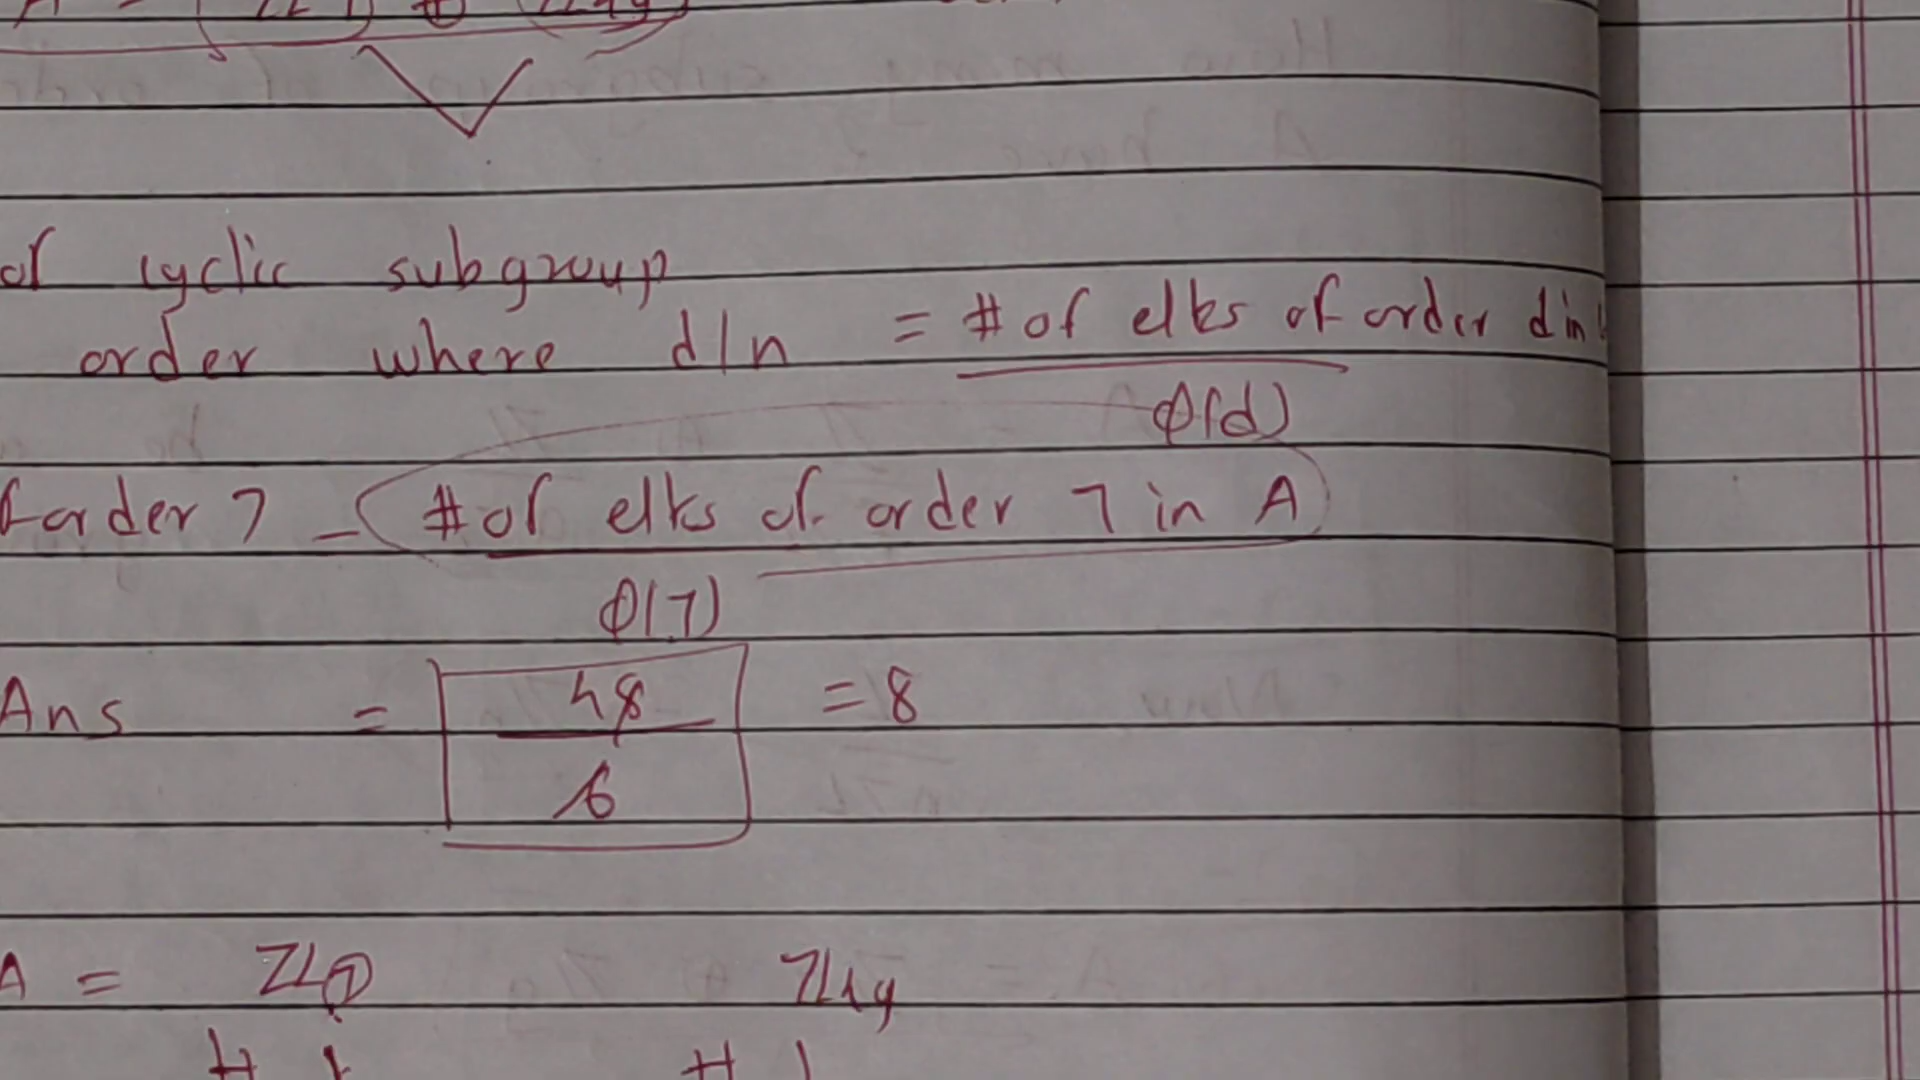 of cyclic subgroup
order where d|n = # of elts of order d in
φ(d)
f order 7 = # of elts of order 7 in A
φ(7)
Ans = 48 = 8
6
A = Z7 Z49